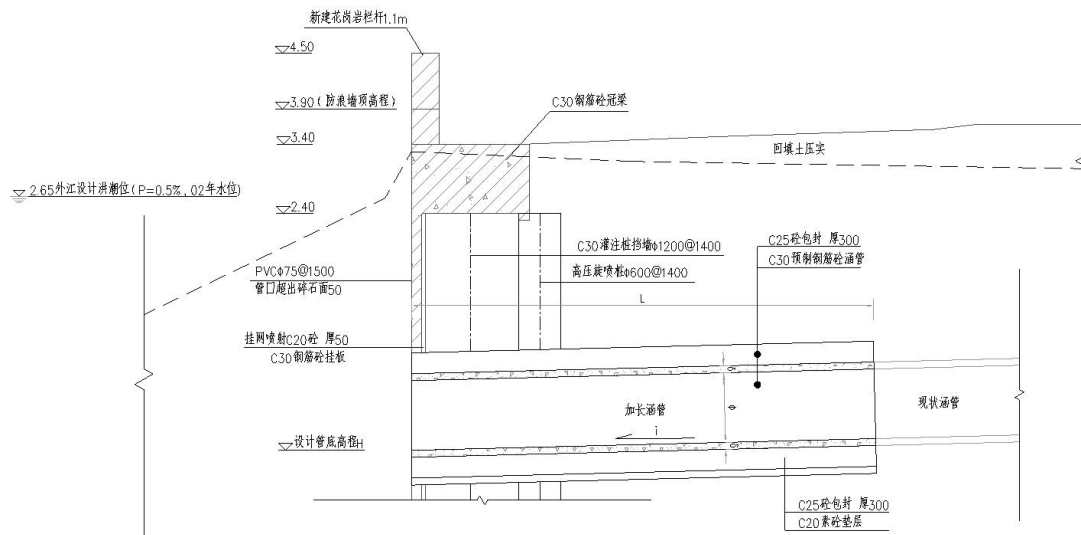 新建花岗岩栏杆1.1m
4.50
3.90(防浪墙顶高程)
C30钢筋砼冠梁
3.40
回填土压实
2.65外江设计洪潮位(P=0.5%,02年水位)
2.40
C30灌注桩挡墙φ1200@1400
C25砼包封 厚300
C30预制钢筋砼涵管
PVCφ75@1500
高压旋喷桩φ600@1400
管口超出碎石面50
L
挂网喷射C20砼 厚50
C30钢筋砼挂板
加长涵管
φ
现状涵管
i
设计管底高程H
C25砼包封 厚300
C20素砼垫层